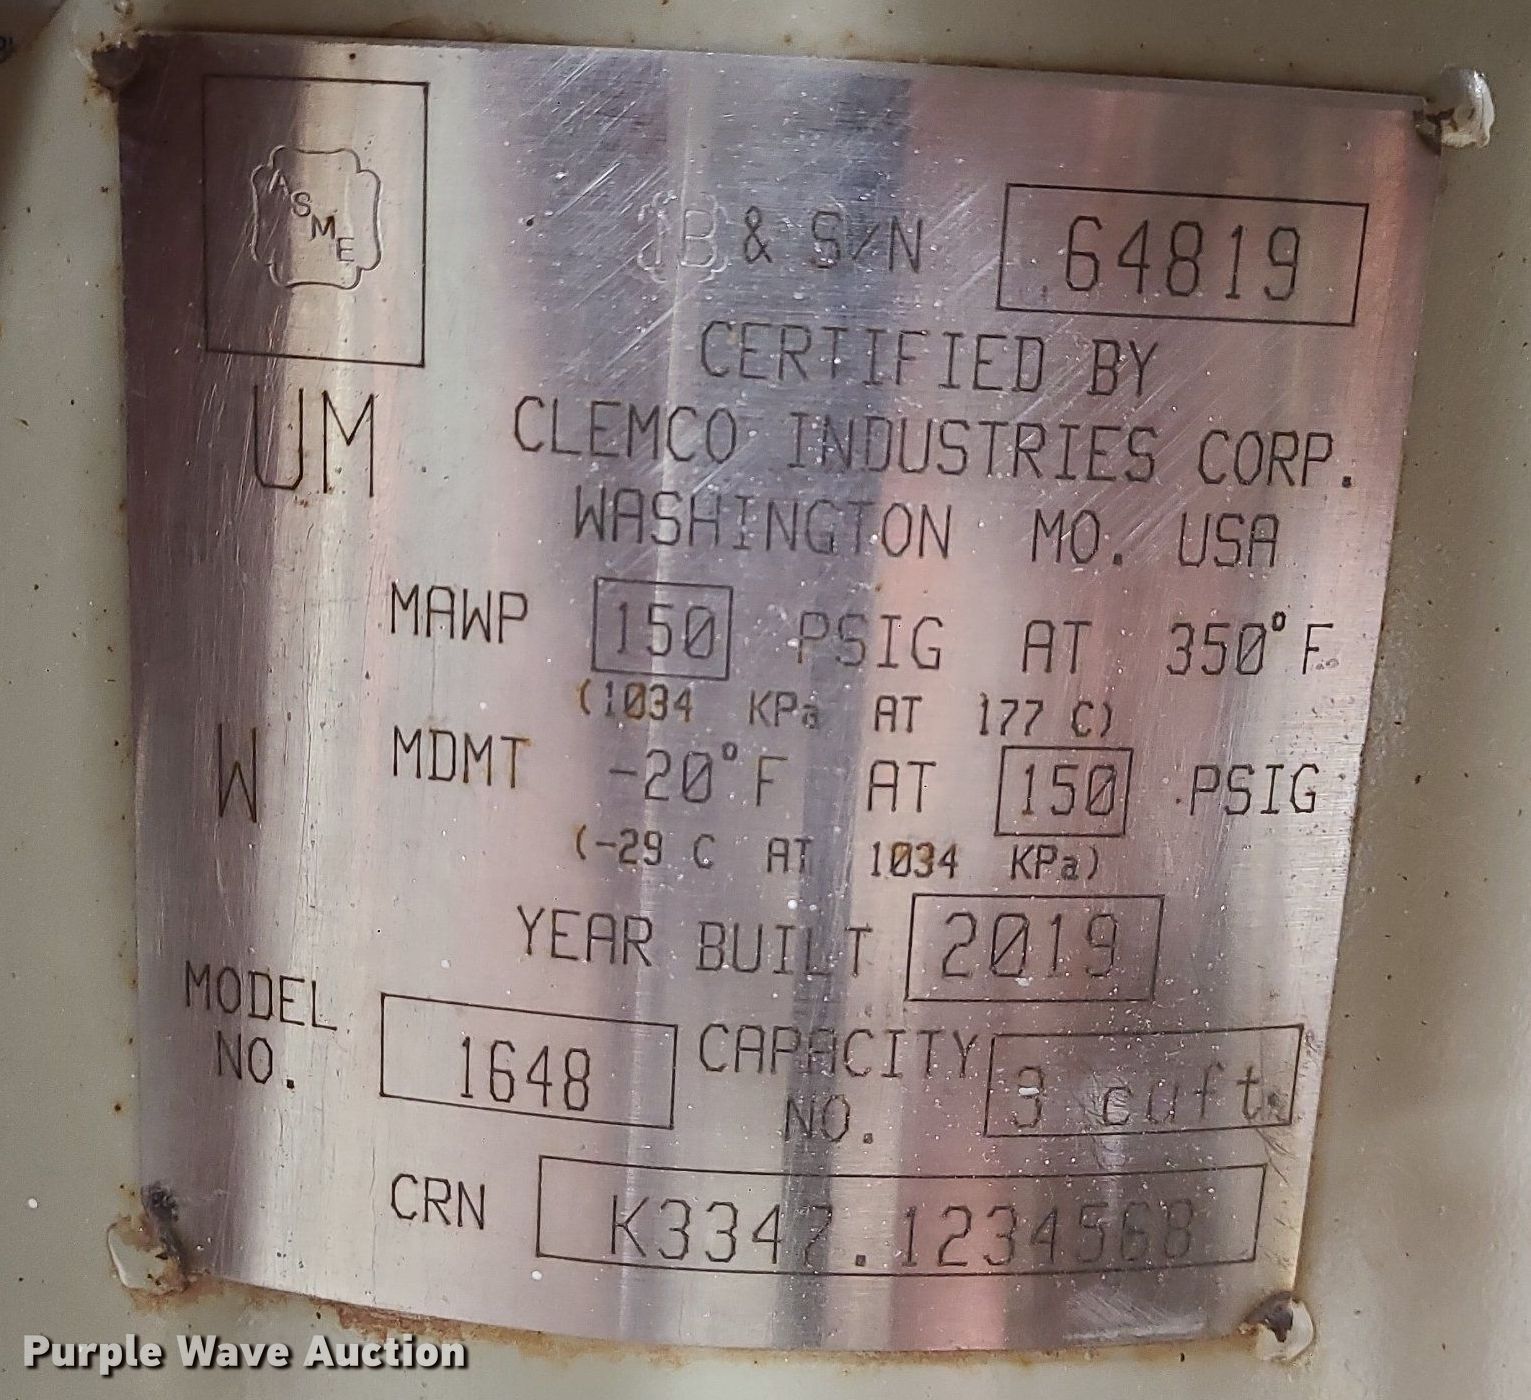 ASME
UM
& S/N 64819
CERTIFIED BY
CLEMCO INDUSTRIES CORP.
WASHINGTON MO. USA
MAWP 150 PSIG AT 350°F
(1034 KPa AT 177 C)
W
MDMT -20°F AT 150 PSIG
(-29 C AT 1034 KPa)
YEAR BUILT 2019
MODEL NO. 1648 CAPACITY NO. 3 cuft.
CRN K3347.1234568
Purple Wave Auction